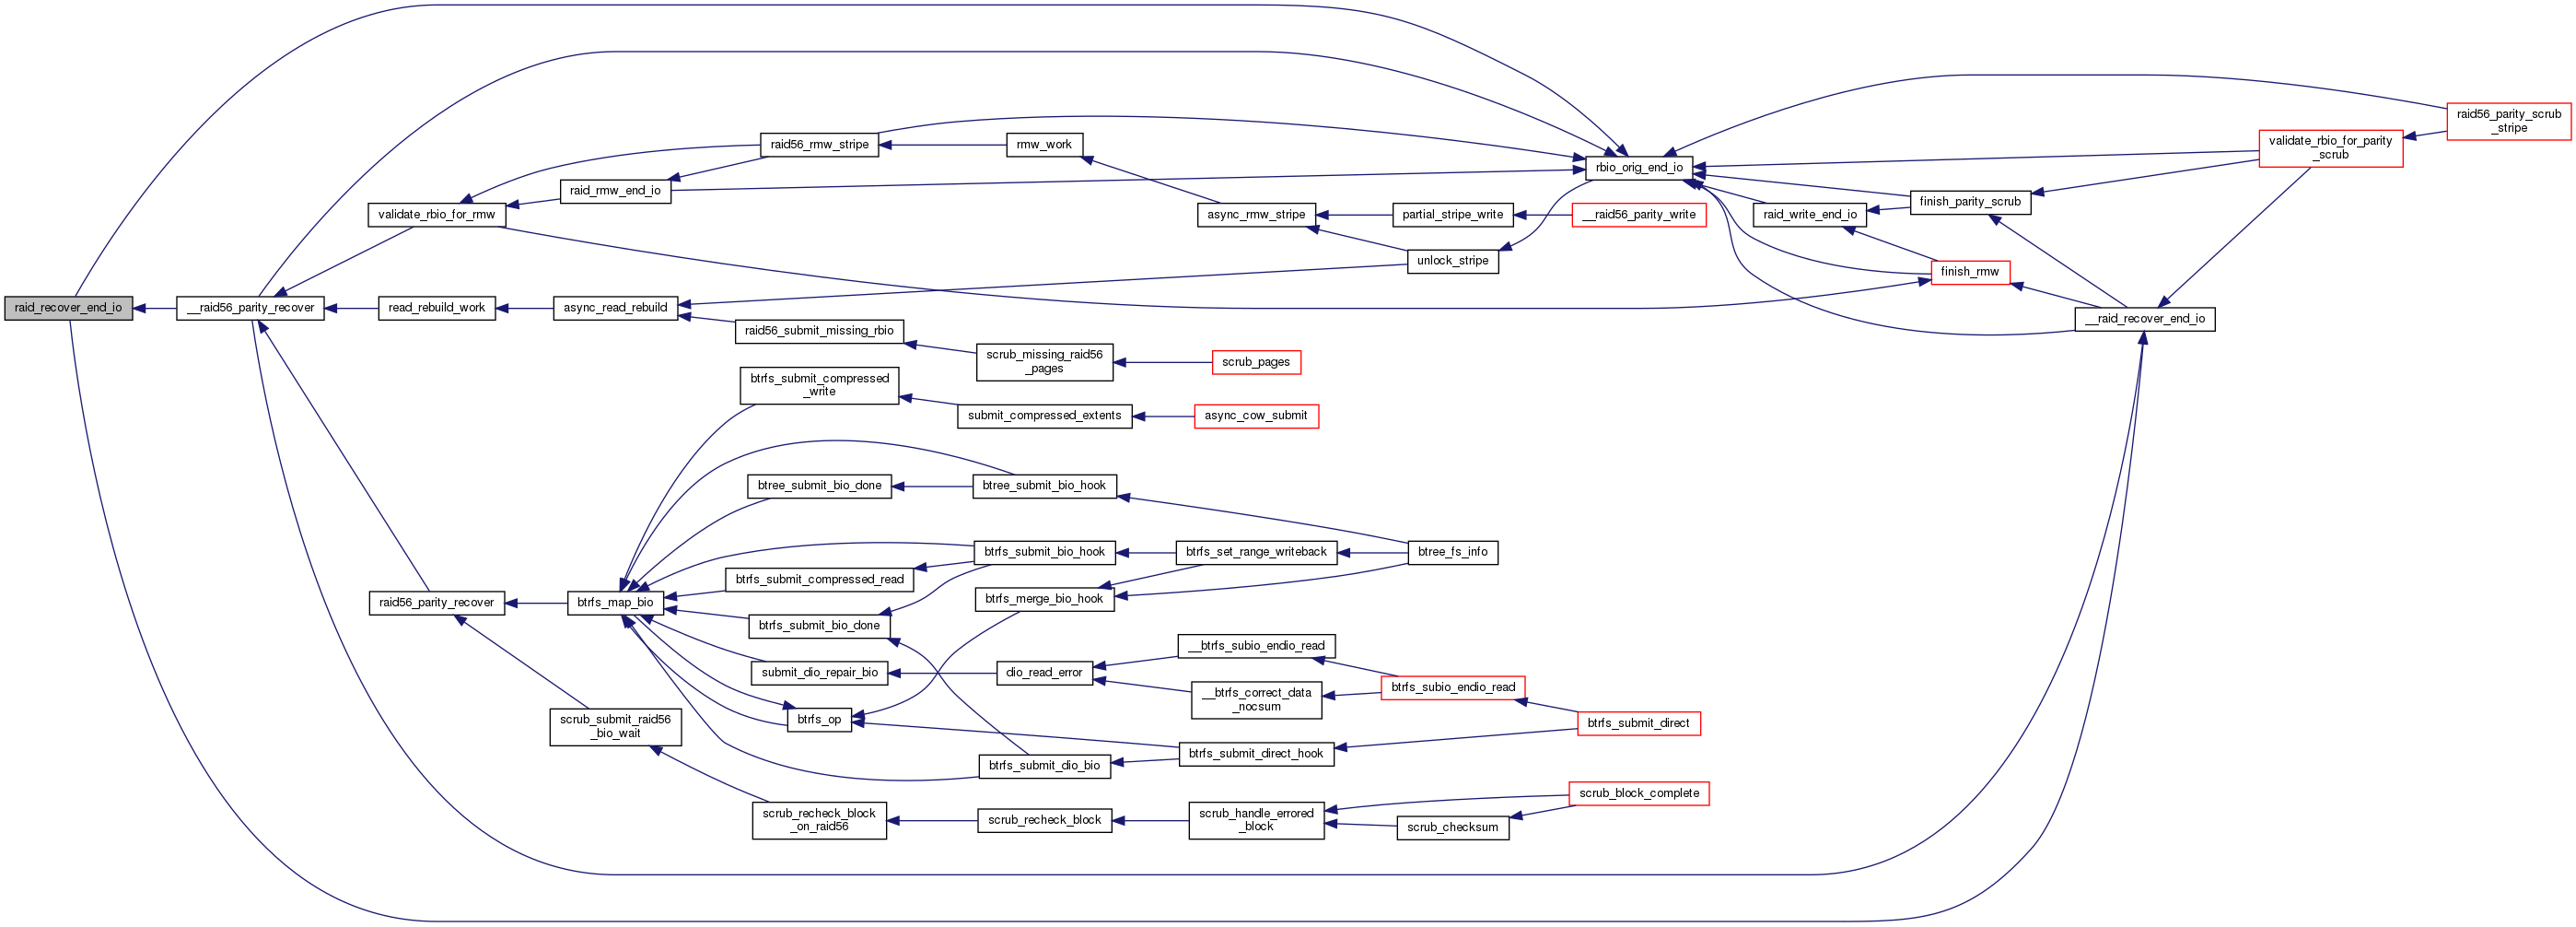 raid_recover_end_io
__raid56_parity_recover
validate_rbio_for_rmw
raid56_rmw_stripe
raid_rmw_end_io
rmw_work
async_rmw_stripe
partial_stripe_write
__raid56_parity_write
unlock_stripe
rbio_orig_end_io
raid56_parity_scrub
_stripe
validate_rbio_for_parity
_scrub
finish_parity_scrub
raid_write_end_io
finish_rmw
__raid_recover_end_io
read_rebuild_work
async_read_rebuild
raid56_submit_missing_rbio
scrub_missing_raid56
_pages
scrub_pages
btrfs_submit_compressed
_write
submit_compressed_extents
async_cow_submit
btree_submit_bio_done
btree_submit_bio_hook
btrfs_submit_bio_hook
btrfs_set_range_writeback
btree_fs_info
btrfs_submit_compressed_read
btrfs_merge_bio_hook
raid56_parity_recover
btrfs_map_bio
btrfs_submit_bio_done
submit_dio_repair_bio
dio_read_error
__btrfs_subio_endio_read
__btrfs_correct_data
_nocsum
btrfs_subio_endio_read
btrfs_submit_direct
btrfs_op
btrfs_submit_direct_hook
btrfs_submit_dio_bio
scrub_submit_raid56
_bio_wait
scrub_recheck_block
_on_raid56
scrub_recheck_block
scrub_handle_errored
_block
scrub_block_complete
scrub_checksum